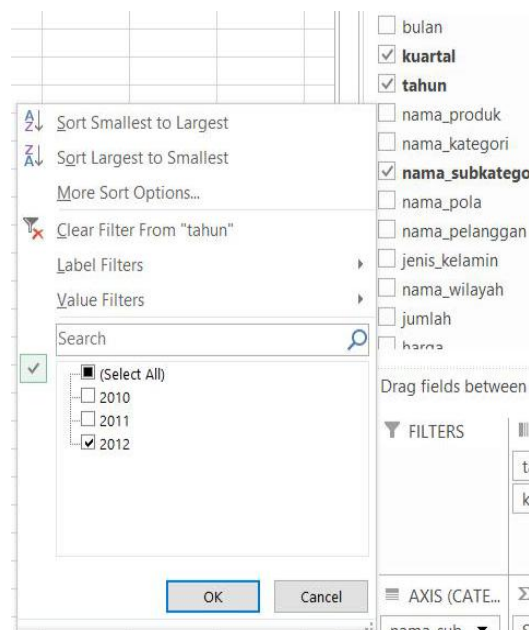 bulan
kuartal
tahun
nama_produk
nama_kategori
nama_pola
nama_pelanggan
jenis_kelamin
nama_wilayah
jumlah
harga
Sort Smallest to Largest
Sort Largest to Smallest
More Sort Options...
Clear Filter From "tahun"
Label Filters
Value Filters
Search
(Select All)
2010
2011
2012
OK
Cancel
Drag fields between
FILTERS
AXIS (CATE...
Σ